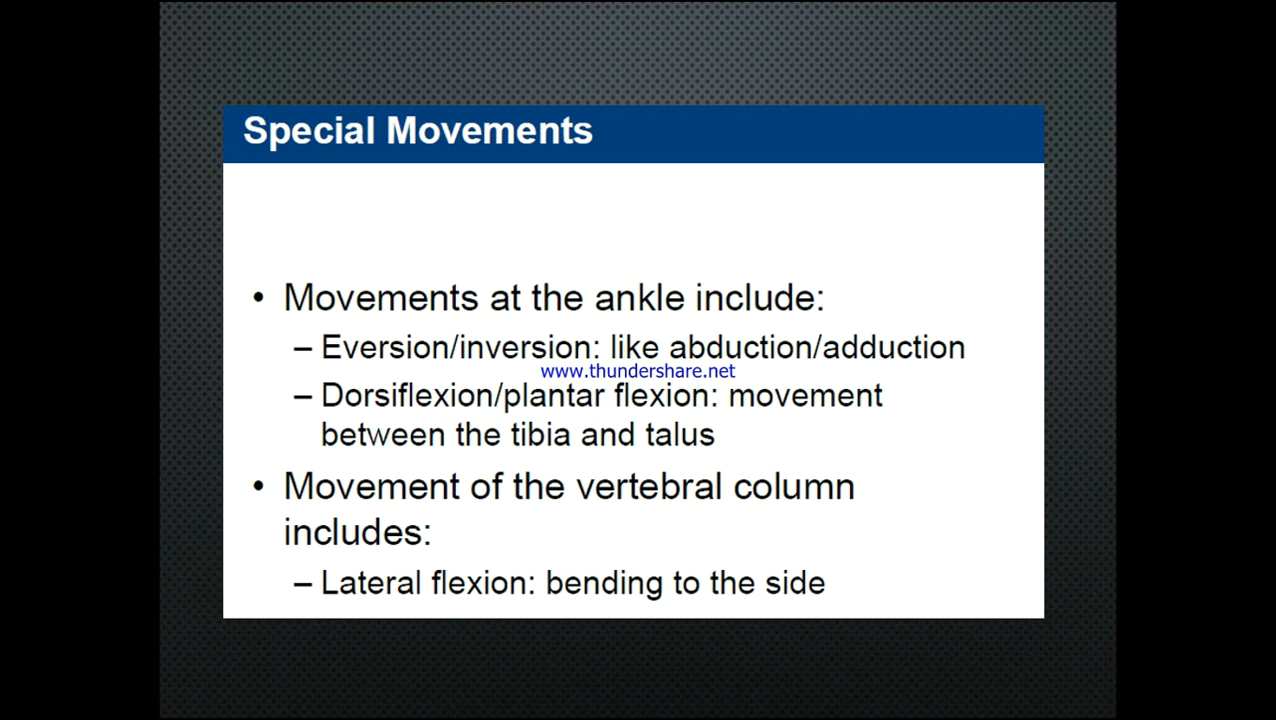 Special Movements
• Movements at the ankle include:
– Eversion/inversion: like abduction/adduction
www.thundershare.net
– Dorsiflexion/plantar flexion: movement
between the tibia and talus
• Movement of the vertebral column
includes:
– Lateral flexion: bending to the side